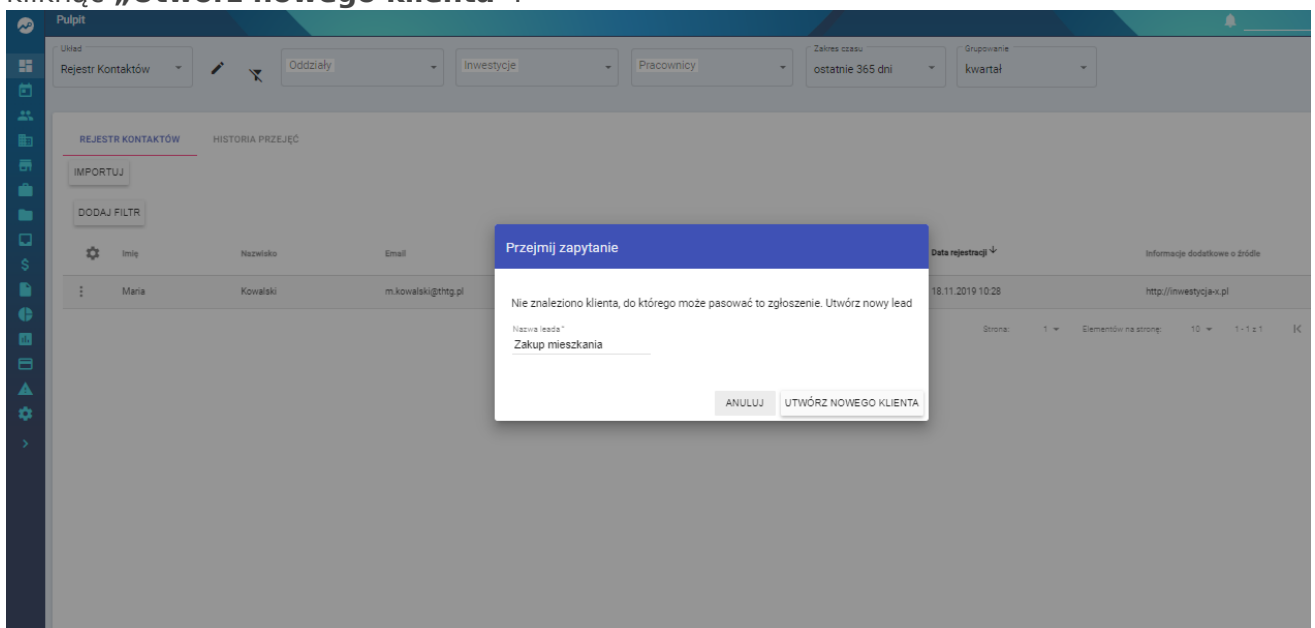 kliknąć „Utwórz nowego klienta”.
Pulpit
Układ
Rejestr Kontaktów
Oddziały
Inwestycje
Pracownicy
Zakres czasu
ostatnie 365 dni
Grupowanie
kwartał
REJESTR KONTAKTÓW
HISTORIA PRZEJĘĆ
IMPORTUJ
DODAJ FILTR
Imię
Nazwisko
Email
Data rejestracji
Informacje dodatkowe o źródle
Maria
Kowalski
m.kowalski@thtg.pl
18.11.2019 10:28
http://inwestycja-x.pl
Strona:
1
Elementów na stronę:
10
1 - 1 z 1
Przejmij zapytanie
Nie znaleziono klienta, do którego może pasować to zgłoszenie. Utwórz nowy lead
Nazwa leada *
Zakup mieszkania
ANULUJ
UTWÓRZ NOWEGO KLIENTA